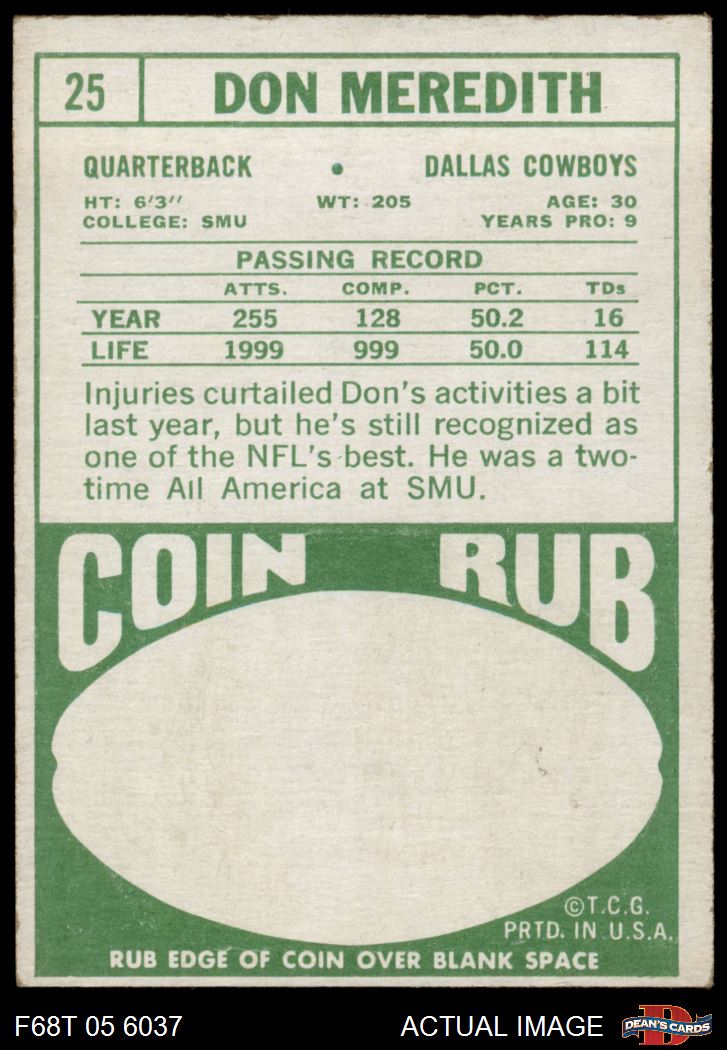 25 DON MEREDITH
QUARTERBACK • DALLAS COWBOYS
HT: 6'3'' WT: 205 AGE: 30
COLLEGE: SMU YEARS PRO: 9
PASSING RECORD
ATTS. COMP. PCT. TDs
YEAR 255 128 50.2 16
LIFE 1999 999 50.0 114
Injuries curtailed Don's activities a bit
last year, but he's still recognized as
one of the NFL's best. He was a two-
time All America at SMU.
COIN RUB
©T.C.G.
PRTD. IN U.S.A.
RUB EDGE OF COIN OVER BLANK SPACE
F68T 05 6037 ACTUAL IMAGE D DEAN'S CARDS